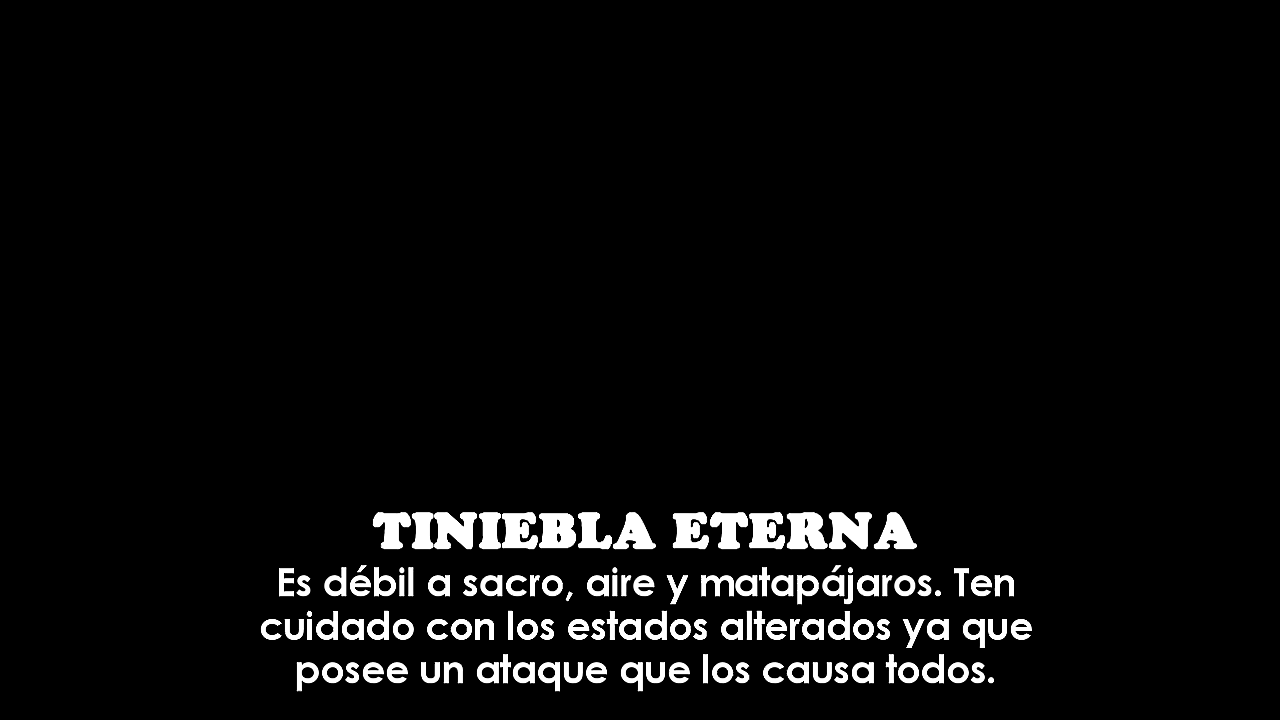 TINIEBLA ETERNA
Es débil a sacro, aire y matapájaros. Ten
cuidado con los estados alterados ya que
posee un ataque que los causa todos.